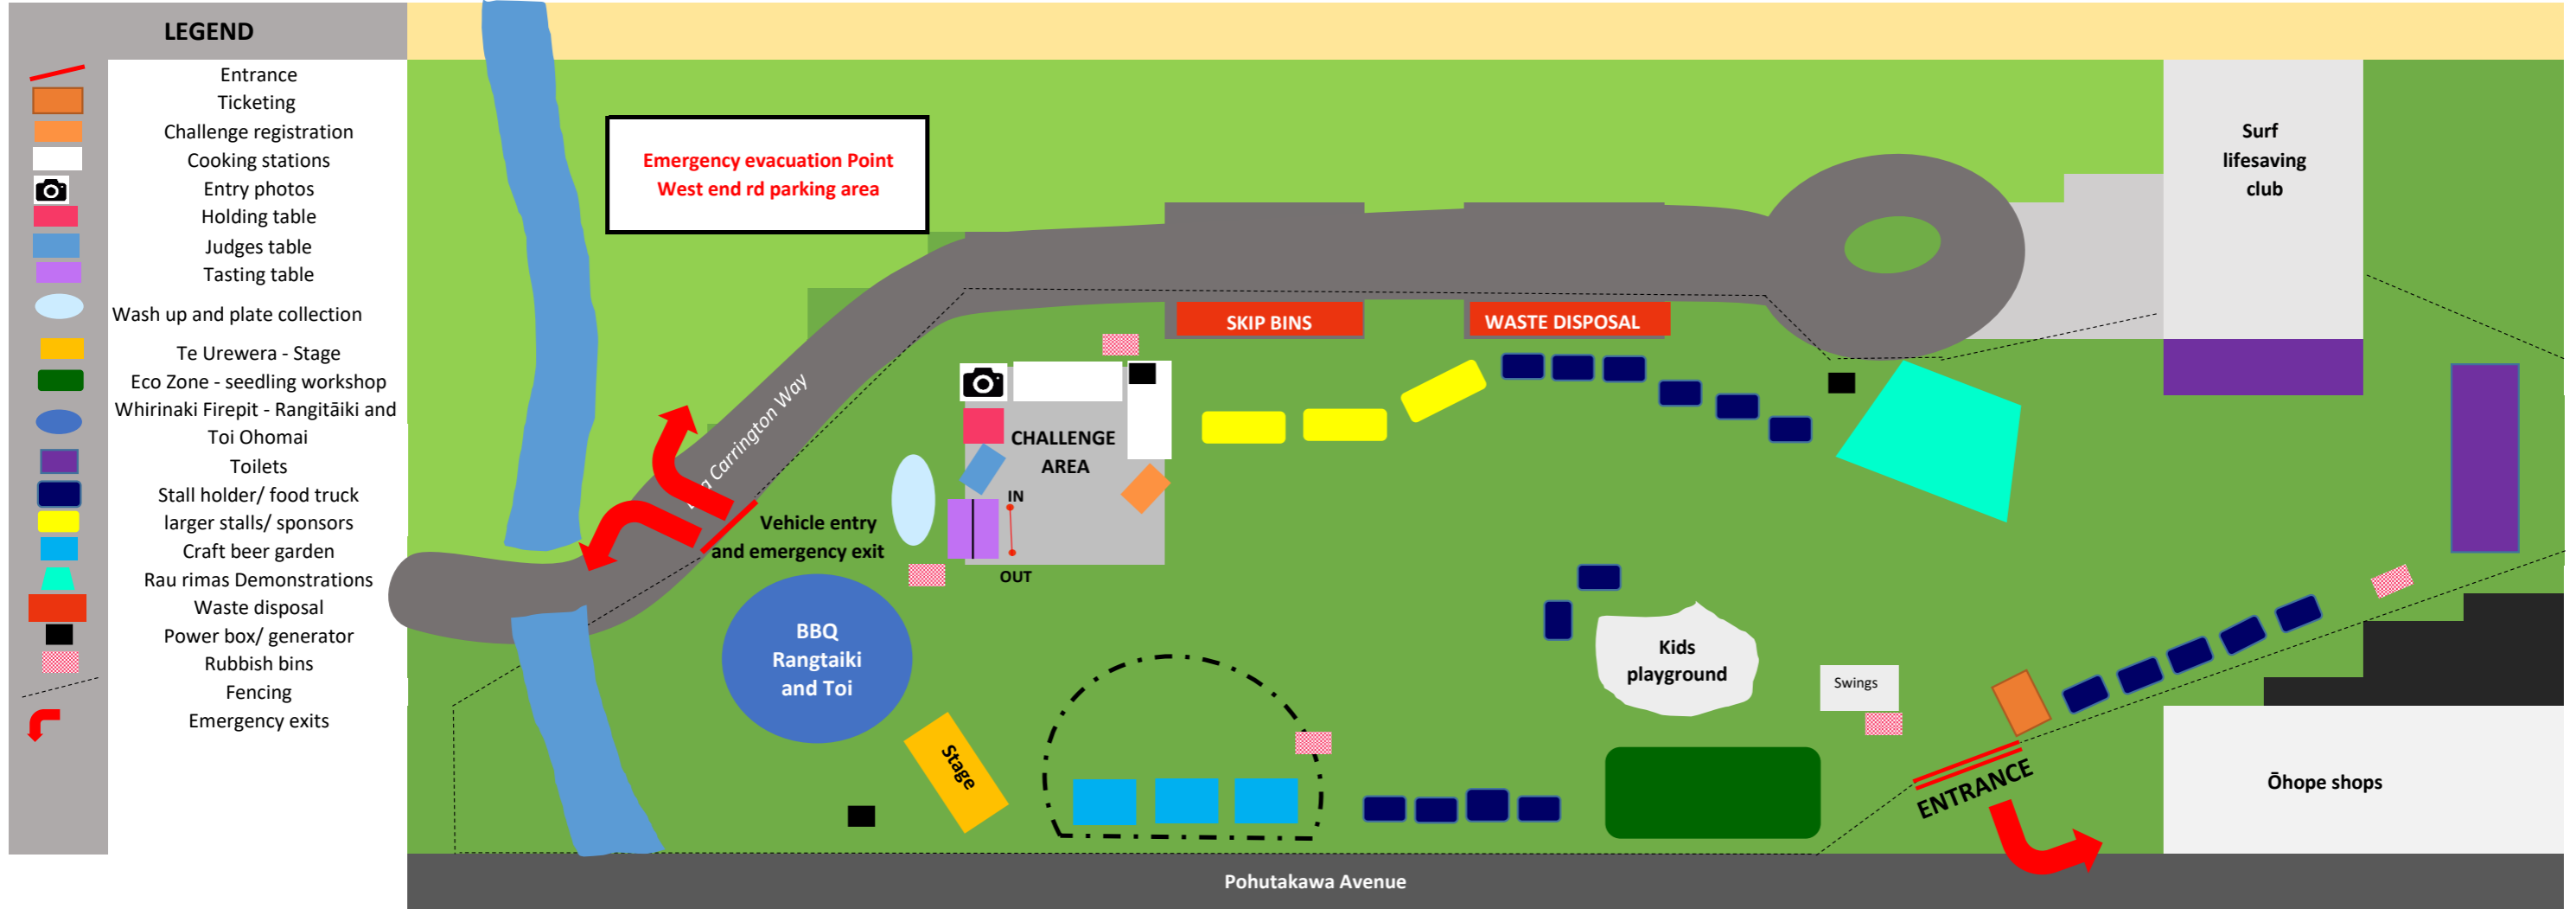 LEGEND
Entrance
Ticketing
Challenge registration
Cooking stations
Entry photos
Holding table
Judges table
Tasting table
Wash up and plate collection
Te Urewera - Stage
Eco Zone - seedling workshop
Whirinaki Firepit - Rangitāiki and
Toi Ohomai
Toilets
Stall holder/ food truck
larger stalls/ sponsors
Craft beer garden
Rau rimas Demonstrations
Waste disposal
Power box/ generator
Rubbish bins
Fencing
Emergency exits
Emergency evacuation Point
West end rd parking area
Surf
lifesaving
club
SKIP BINS
WASTE DISPOSAL
Carrington Way
CHALLENGE
AREA
IN
OUT
Vehicle entry
and emergency exit
BBQ
Rangtaiki
and Toi
Stage
Kids
playground
Swings
ENTRANCE
Ōhope shops
Pohutakawa Avenue